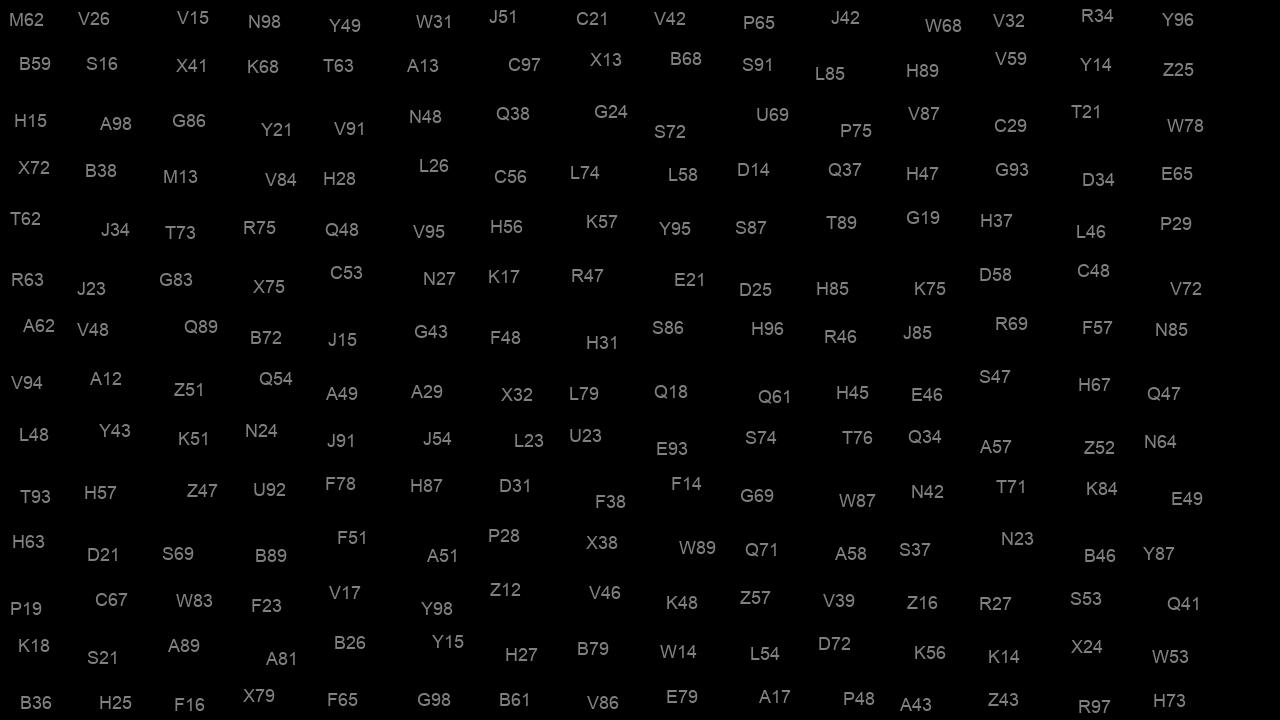 M62 V26 V15 N98 Y49 W31 J51 C21 V42 P65 J42 W68 V32 R34 Y96
B59 S16 X41 K68 T63 A13 C97 X13 B68 S91 L85 H89 V59 Y14 Z25
H15 A98 G86 Y21 V91 N48 Q38 G24 S72 U69 P75 V87 C29 T21 W78
X72 B38 M13 V84 H28 L26 C56 L74 L58 D14 Q37 H47 G93 D34 E65
T62 J34 T73 R75 Q48 V95 H56 K57 Y95 S87 T89 G19 H37 L46 P29
R63 J23 G83 X75 C53 N27 K17 R47 E21 D25 H85 K75 D58 C48 V72
A62 V48 Q89 B72 J15 G43 F48 H31 S86 H96 R46 J85 R69 F57 N85
V94 A12 Z51 Q54 A49 A29 X32 L79 Q18 Q61 H45 E46 S47 H67 Q47
L48 Y43 K51 N24 J91 J54 L23 U23 E93 S74 T76 Q34 A57 Z52 N64
T93 H57 Z47 U92 F78 H87 D31 F38 F14 G69 W87 N42 T71 K84 E49
H63 D21 S69 B89 F51 A51 P28 X38 W89 Q71 A58 S37 N23 B46 Y87
P19 C67 W83 F23 V17 Y98 Z12 V46 K48 Z57 V39 Z16 R27 S53 Q41
K18 S21 A89 A81 B26 Y15 H27 B79 W14 L54 D72 K56 K14 X24 W53
B36 H25 F16 X79 F65 G98 B61 V86 E79 A17 P48 A43 Z43 R97 H73